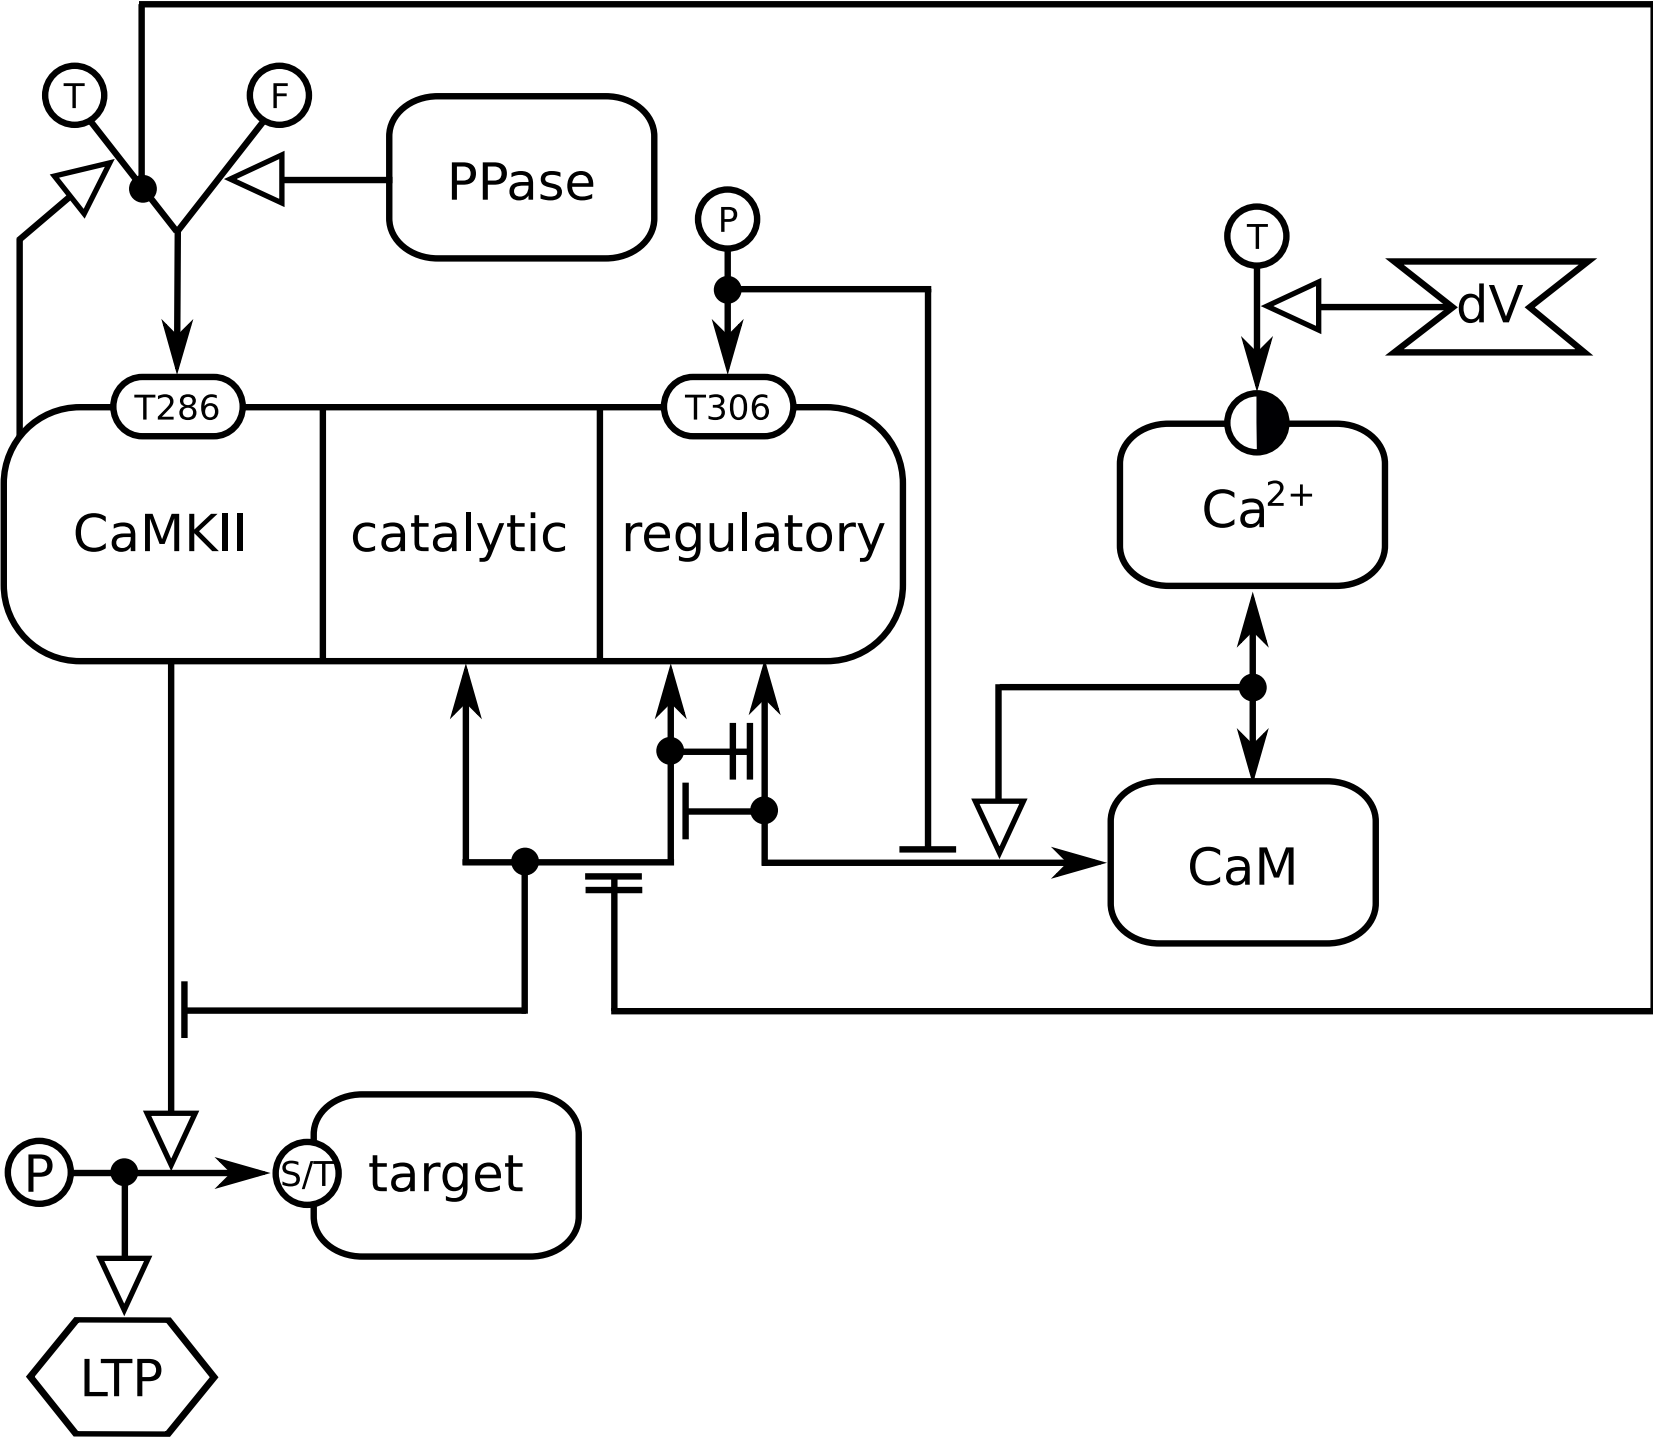 T
F
PPase
P
T
dV
T286
T306
Ca2+
CaMKII
catalytic
regulatory
CaM
P
S/T
target
LTP